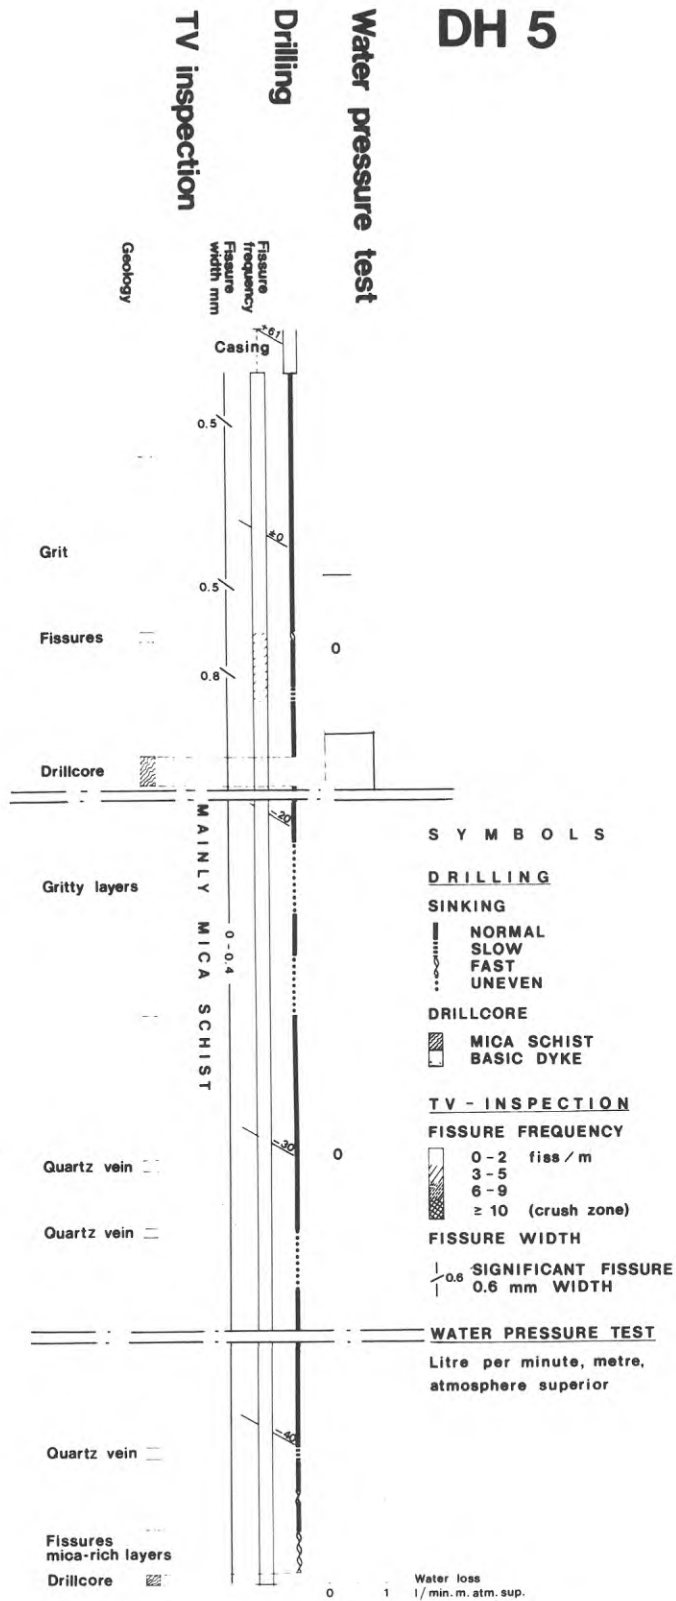 DH 5
TV inspection
Drilling
Water pressure test
Geology
Fissure
width mm
Fissure
frequency
+61
Casing
0.5
±0
Grit
0.5
Fissures
0
0.8
Drillcore
MAINLY MICA SCHIST
-20
Gritty layers
0-0.4
-30
0
Quartz vein
Quartz vein
-40
Quartz vein
Fissures
mica-rich layers
Drillcore
0 1
Water loss
l/min.m.atm.sup.
SYMBOLS
DRILLING
SINKING
NORMAL
SLOW
FAST
UNEVEN
DRILLCORE
MICA SCHIST
BASIC DYKE
TV-INSPECTION
FISSURE FREQUENCY
0-2 fiss/m
3-5
6-9
≥ 10 (crush zone)
FISSURE WIDTH
0.6 SIGNIFICANT FISSURE
0.6 mm WIDTH
WATER PRESSURE TEST
Litre per minute, metre,
atmosphere superior